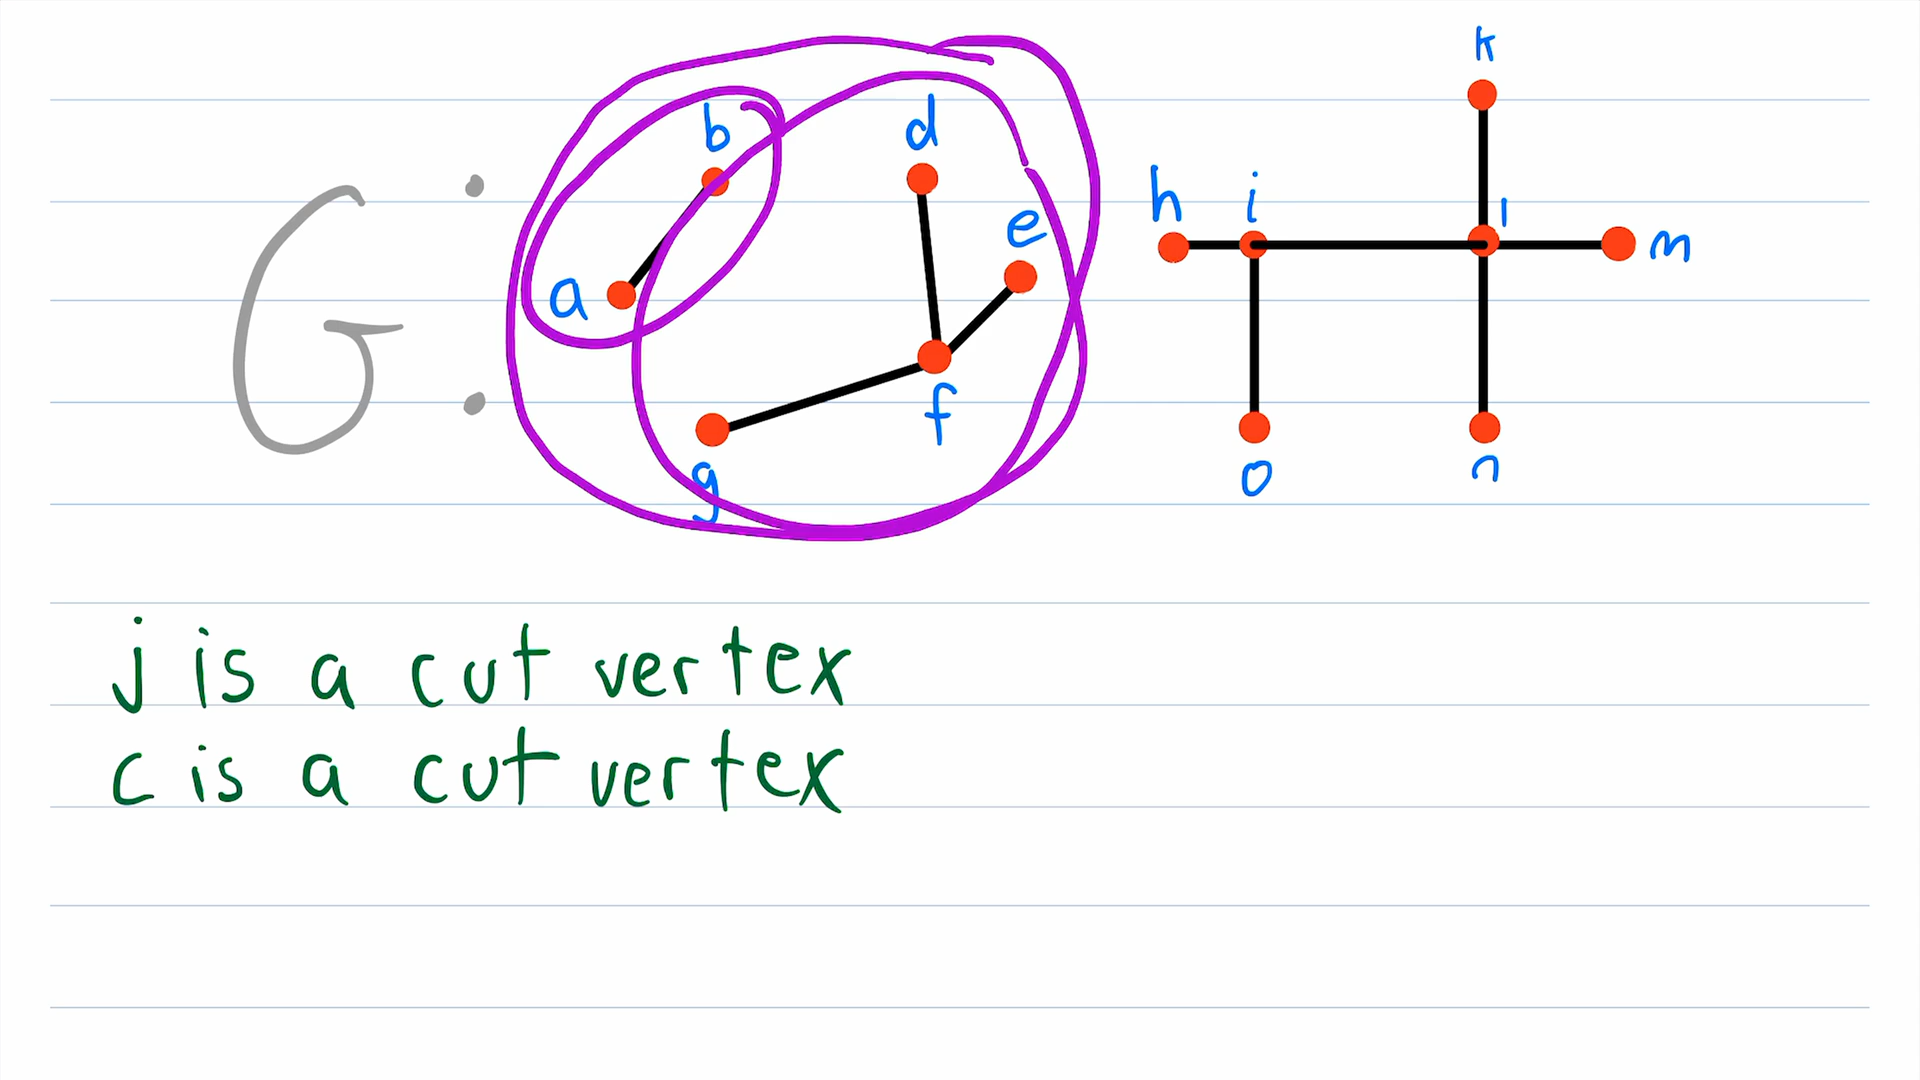 G:
b
d
k
a
e
h
i
l
m
f
g
o
n
j is a cut vertex
c is a cut vertex